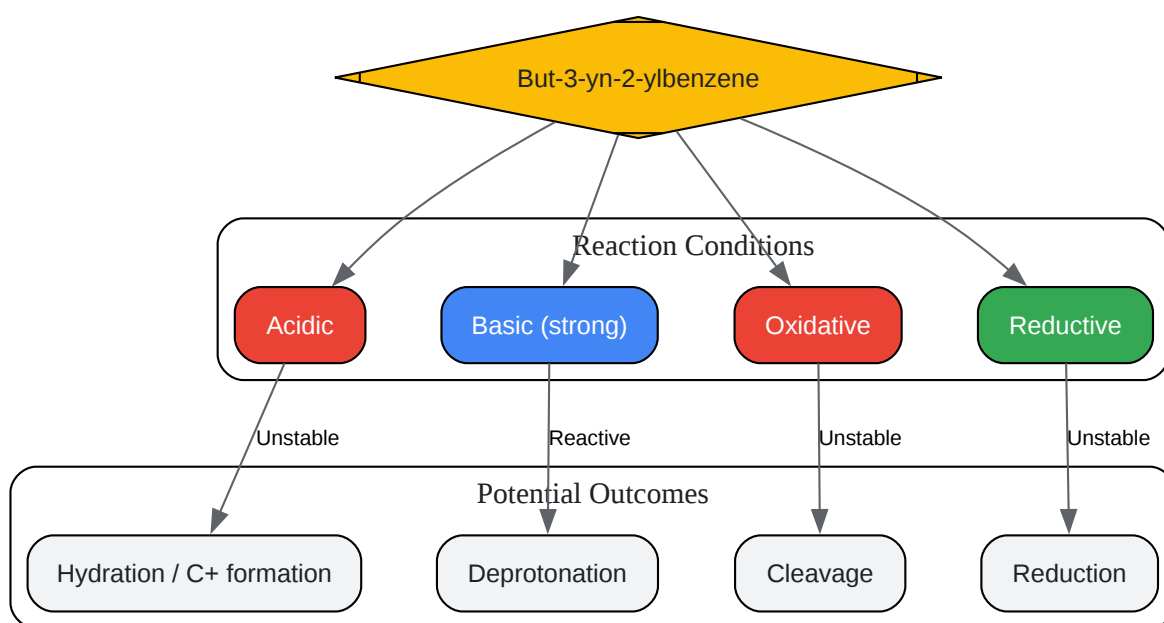 But-3-yn-2-ylbenzene
Reaction Conditions
Acidic
Basic (strong)
Oxidative
Reductive
Unstable
Reactive
Unstable
Unstable
Potential Outcomes
Hydration / C+ formation
Deprotonation
Cleavage
Reduction